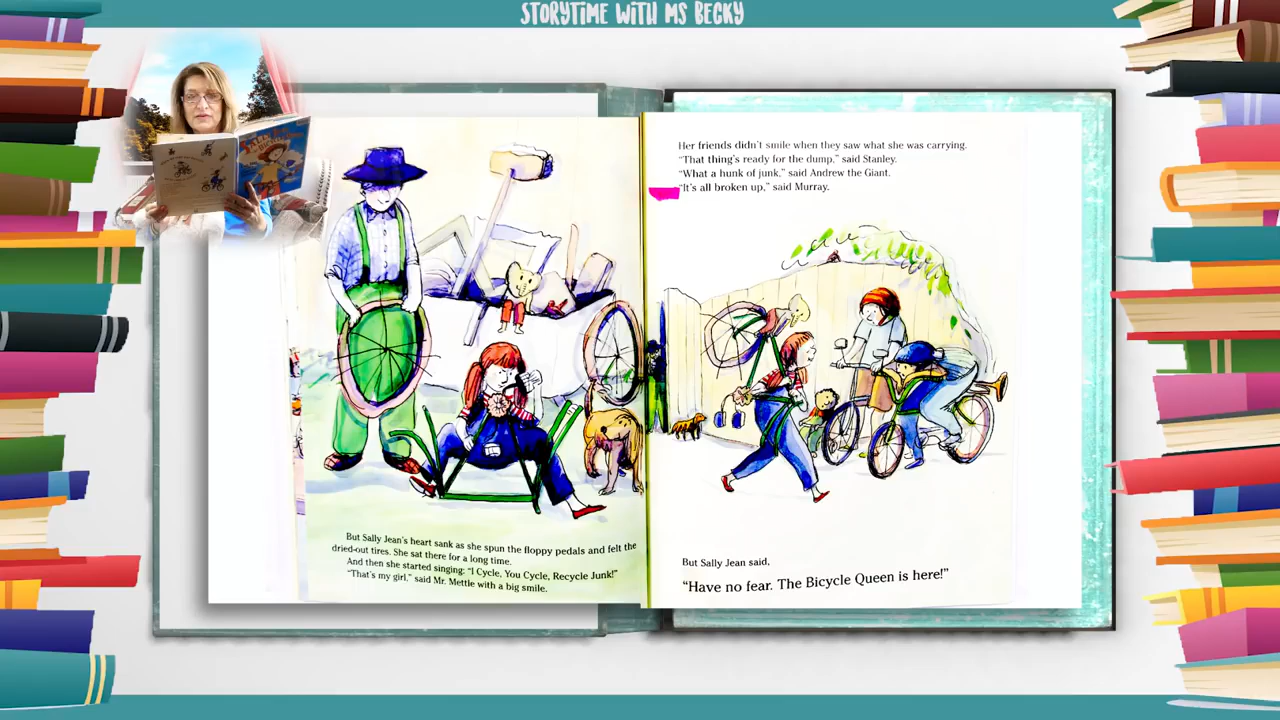 STORYTIME WITH MS BECKY
But Sally Jean's heart sank as she spun the floppy pedals and felt the
dried-out tires. She sat there for a long time.
And then she started singing: "I Cycle, You Cycle, Recycle Junk!"
"That's my girl," said Mr. Mettle with a big smile.
Her friends didn't smile when they saw what she was carrying.
"That thing's ready for the dump," said Stanley.
"What a hunk of junk," said Andrew the Giant.
"It's all broken up," said Murray.
But Sally Jean said,
"Have no fear. The Bicycle Queen is here!"